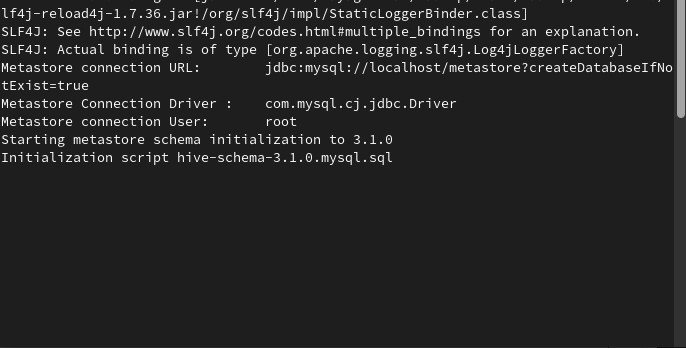 lf4j-reload4j-1.7.36.jar!/org/slf4j/impl/StaticLoggerBinder.class]
SLF4J: See http://www.slf4j.org/codes.html#multiple_bindings for an explanation.
SLF4J: Actual binding is of type [org.apache.logging.slf4j.Log4jLoggerFactory]
Metastore connection URL:        jdbc:mysql://localhost/metastore?createDatabaseIfNo
tExist=true
Metastore Connection Driver :    com.mysql.cj.jdbc.Driver
Metastore connection User:       root
Starting metastore schema initialization to 3.1.0
Initialization script hive-schema-3.1.0.mysql.sql